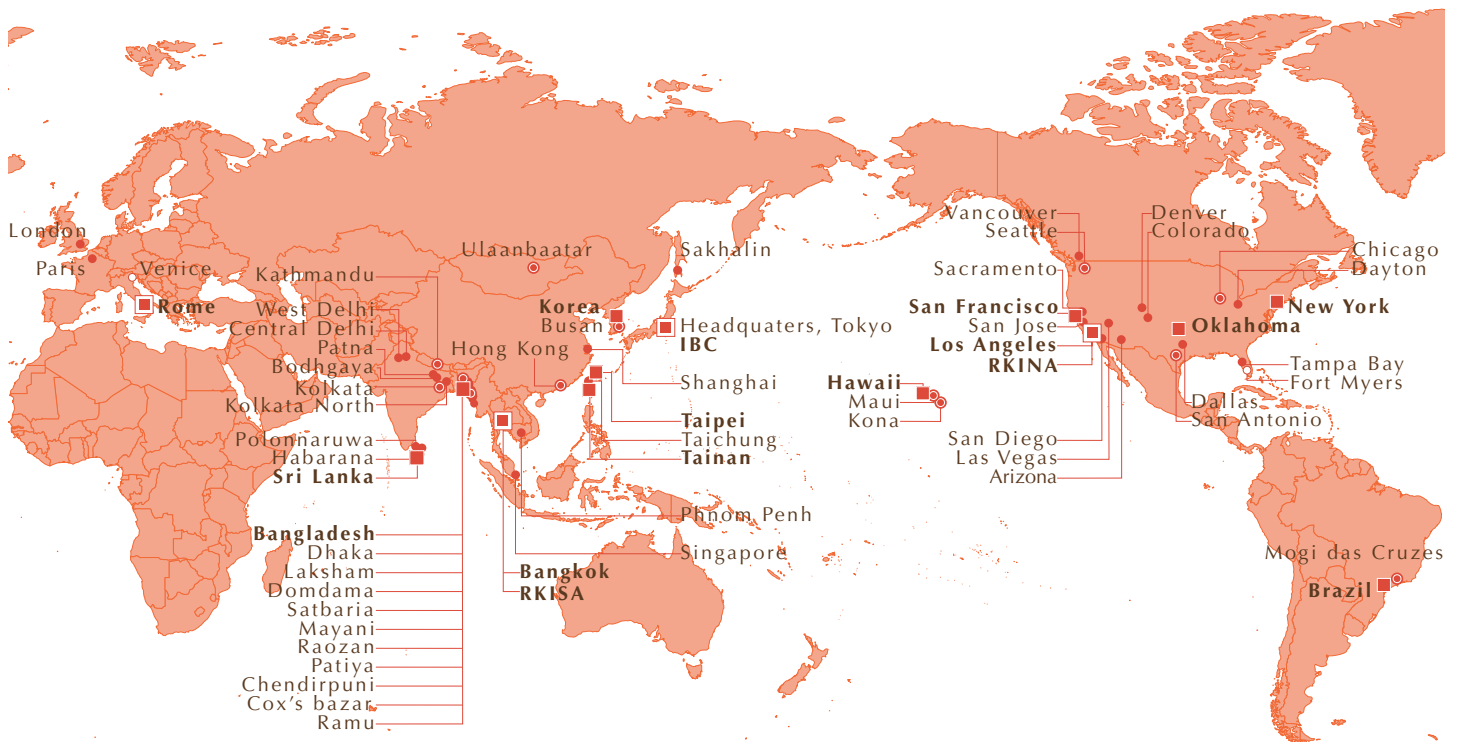 London
Paris
Venice
Rome
Kathmandu
West Delhi
Central Delhi
Patna
Bodhgaya
Kolkata
Kolkata North
Polonnaruwa
Habarana
Sri Lanka
Bangladesh
Dhaka
Laksham
Domdama
Satbaria
Mayani
Raozan
Patiya
Chendirpuni
Cox's bazar
Ramu
Ulaanbaatar
Sakhalin
Korea
Busan
Headquaters, Tokyo
IBC
Hong Kong
Shanghai
Taipei
Taichung
Tainan
Phnom Penh
Singapore
Bangkok
RKISA
Hawaii
Maui
Kona
Vancouver
Seattle
Sacramento
San Francisco
San Jose
Los Angeles
RKINA
San Diego
Las Vegas
Arizona
Denver
Colorado
Chicago
Dayton
New York
Oklahoma
Tampa Bay
Fort Myers
Dallas
San Antonio
Mogi das Cruzes
Brazil